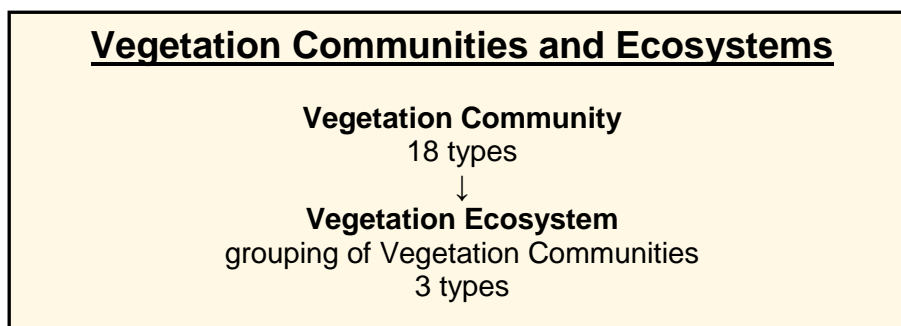 Vegetation Communities and Ecosystems
Vegetation Community
18 types
↓
Vegetation Ecosystem
grouping of Vegetation Communities
3 types